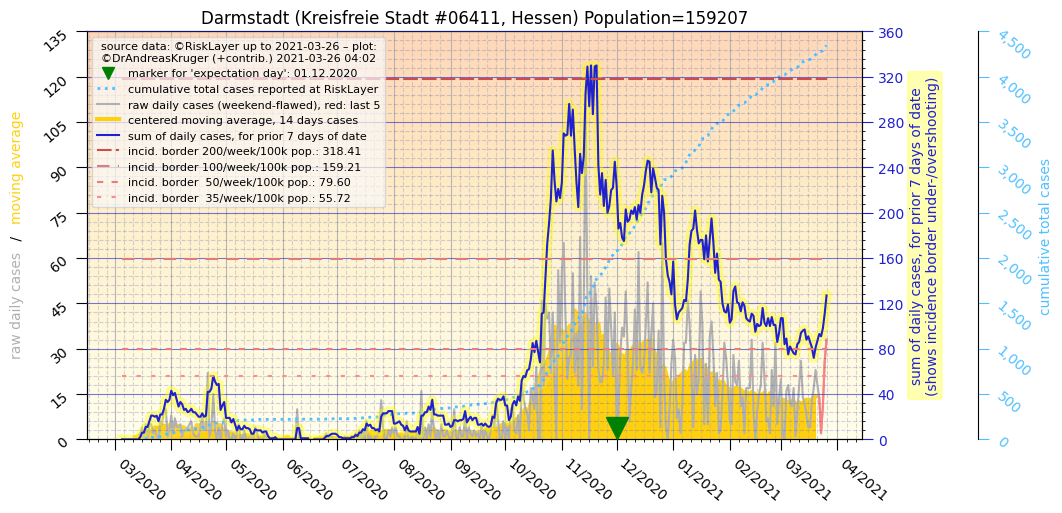 Darmstadt (Kreisfreie Stadt #06411, Hessen) Population=159207
source data: ©RiskLayer up to 2021-03-26 – plot:
©DrAndreasKruger (+contrib.) 2021-03-26 04:02
marker for 'expectation day': 01.12.2020
cumulative total cases reported at RiskLayer
raw daily cases (weekend-flawed), red: last 5
centered moving average, 14 days cases
sum of daily cases, for prior 7 days of date
incid. border 200/week/100k pop.: 318.41
incid. border 100/week/100k pop.: 159.21
incid. border  50/week/100k pop.: 79.60
incid. border  35/week/100k pop.: 55.72
raw daily cases  /  moving average
135
120
105
90
75
60
45
30
15
0
03/2020
04/2020
05/2020
06/2020
07/2020
08/2020
09/2020
10/2020
11/2020
12/2020
01/2021
02/2021
03/2021
04/2021
360
320
280
240
200
160
120
80
40
0
sum of daily cases, for prior 7 days of date
(shows incidence border under-/overshooting)
4,500
4,000
3,500
3,000
2,500
2,000
1,500
1,000
500
0
cumulative total cases